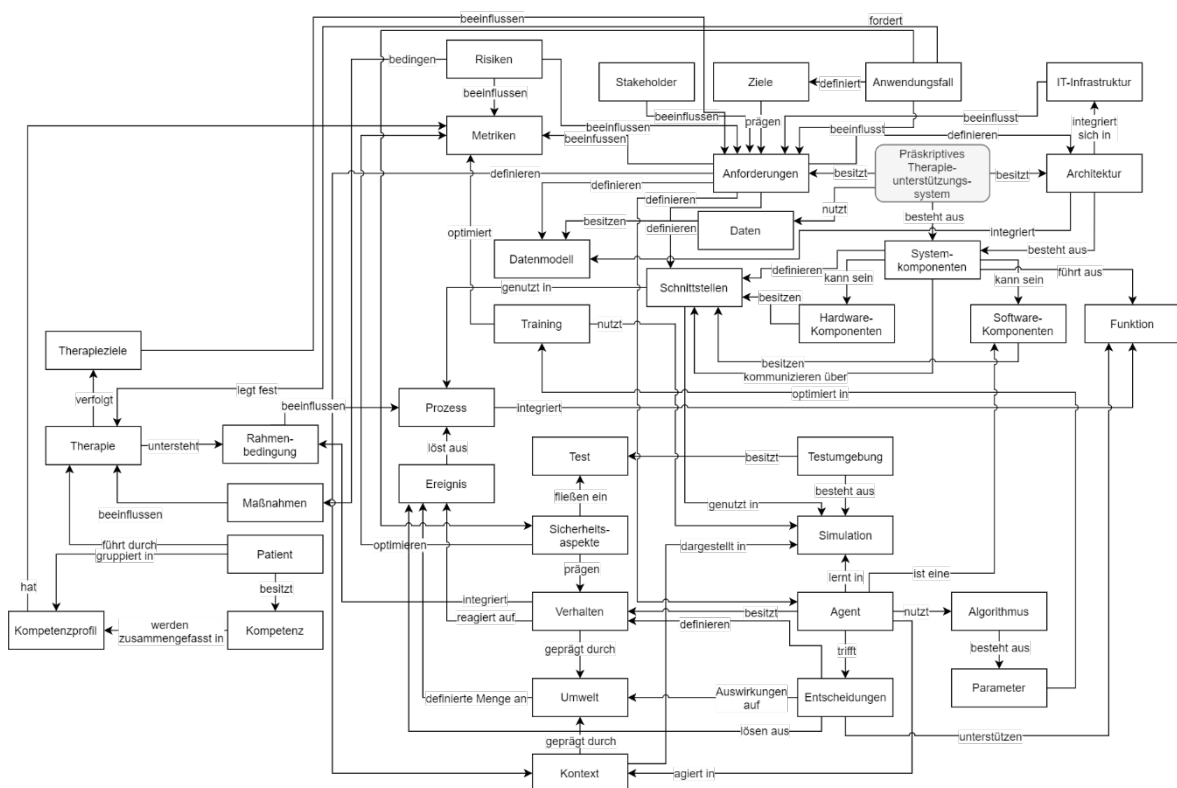 beeinflussen
fordert
bedingen
Risiken
Stakeholder
Ziele
definiert
Anwendungsfall
IT-Infrastruktur
beeinflussen
beeinflussen
prägen
beeinflusst
integriert
sich in
Metriken
beeinflussen
beeinflussen
beeinflusst
definieren
definieren
Anforderungen
besitzt
Präskriptives
Therapie-
unterstützungs-
system
besitzt
Architektur
definieren
definieren
nutzt
besteht aus
optimiert
besitzen
definieren
Daten
integriert
besteht aus
Datenmodell
System-
komponenten
definieren
führt aus
genutzt in
Schnittstellen
kann sein
kann sein
besitzen
Training
nutzt
Hardware-
Komponenten
Software-
Komponenten
Funktion
Therapieziele
besitzen
kommunizieren über
verfolgt
legt fest
beeinflussen
Prozess
integriert
optimiert in
Therapie
untersteht
Rahmen-
bedingung
löst aus
Test
besitzt
Testumgebung
Maßnahmen
Ereignis
fließen ein
besteht aus
genutzt in
beeinflussen
Sicherheits-
aspekte
Simulation
führt durch
gruppiert in
Patient
optimieren
dargestellt in
prägen
lernt in
ist eine
hat
besitzt
integriert
reagiert auf
Verhalten
besitzt
definieren
Agent
nutzt
Algorithmus
Kompetenzprofil
werden
zusammengefasst in
Kompetenz
geprägt durch
trifft
besteht aus
definierte Menge an
Umwelt
Auswirkungen
auf
Entscheidungen
Parameter
geprägt durch
lösen aus
unterstützen
Kontext
agiert in